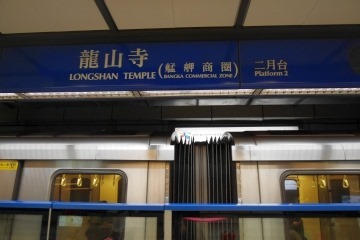 龍山寺
LONGSHAN TEMPLE
(艋舺商圈)
(BANGKA COMMERCIAL ZONE)
二月台
Platform 2